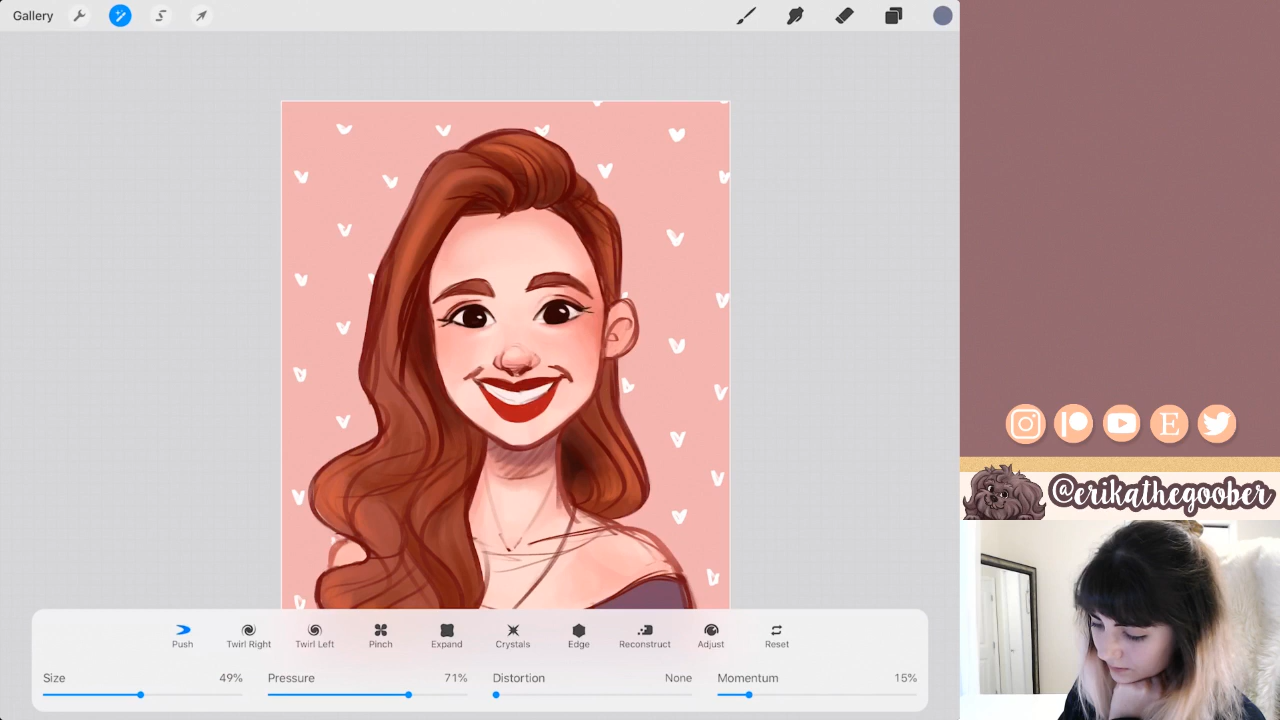 Gallery
Push Twirl Right Twirl Left Pinch Expand Crystals Edge Reconstruct Adjust Reset
Size 49% Pressure 71% Distortion None Momentum 15%
E
@erikathegoober